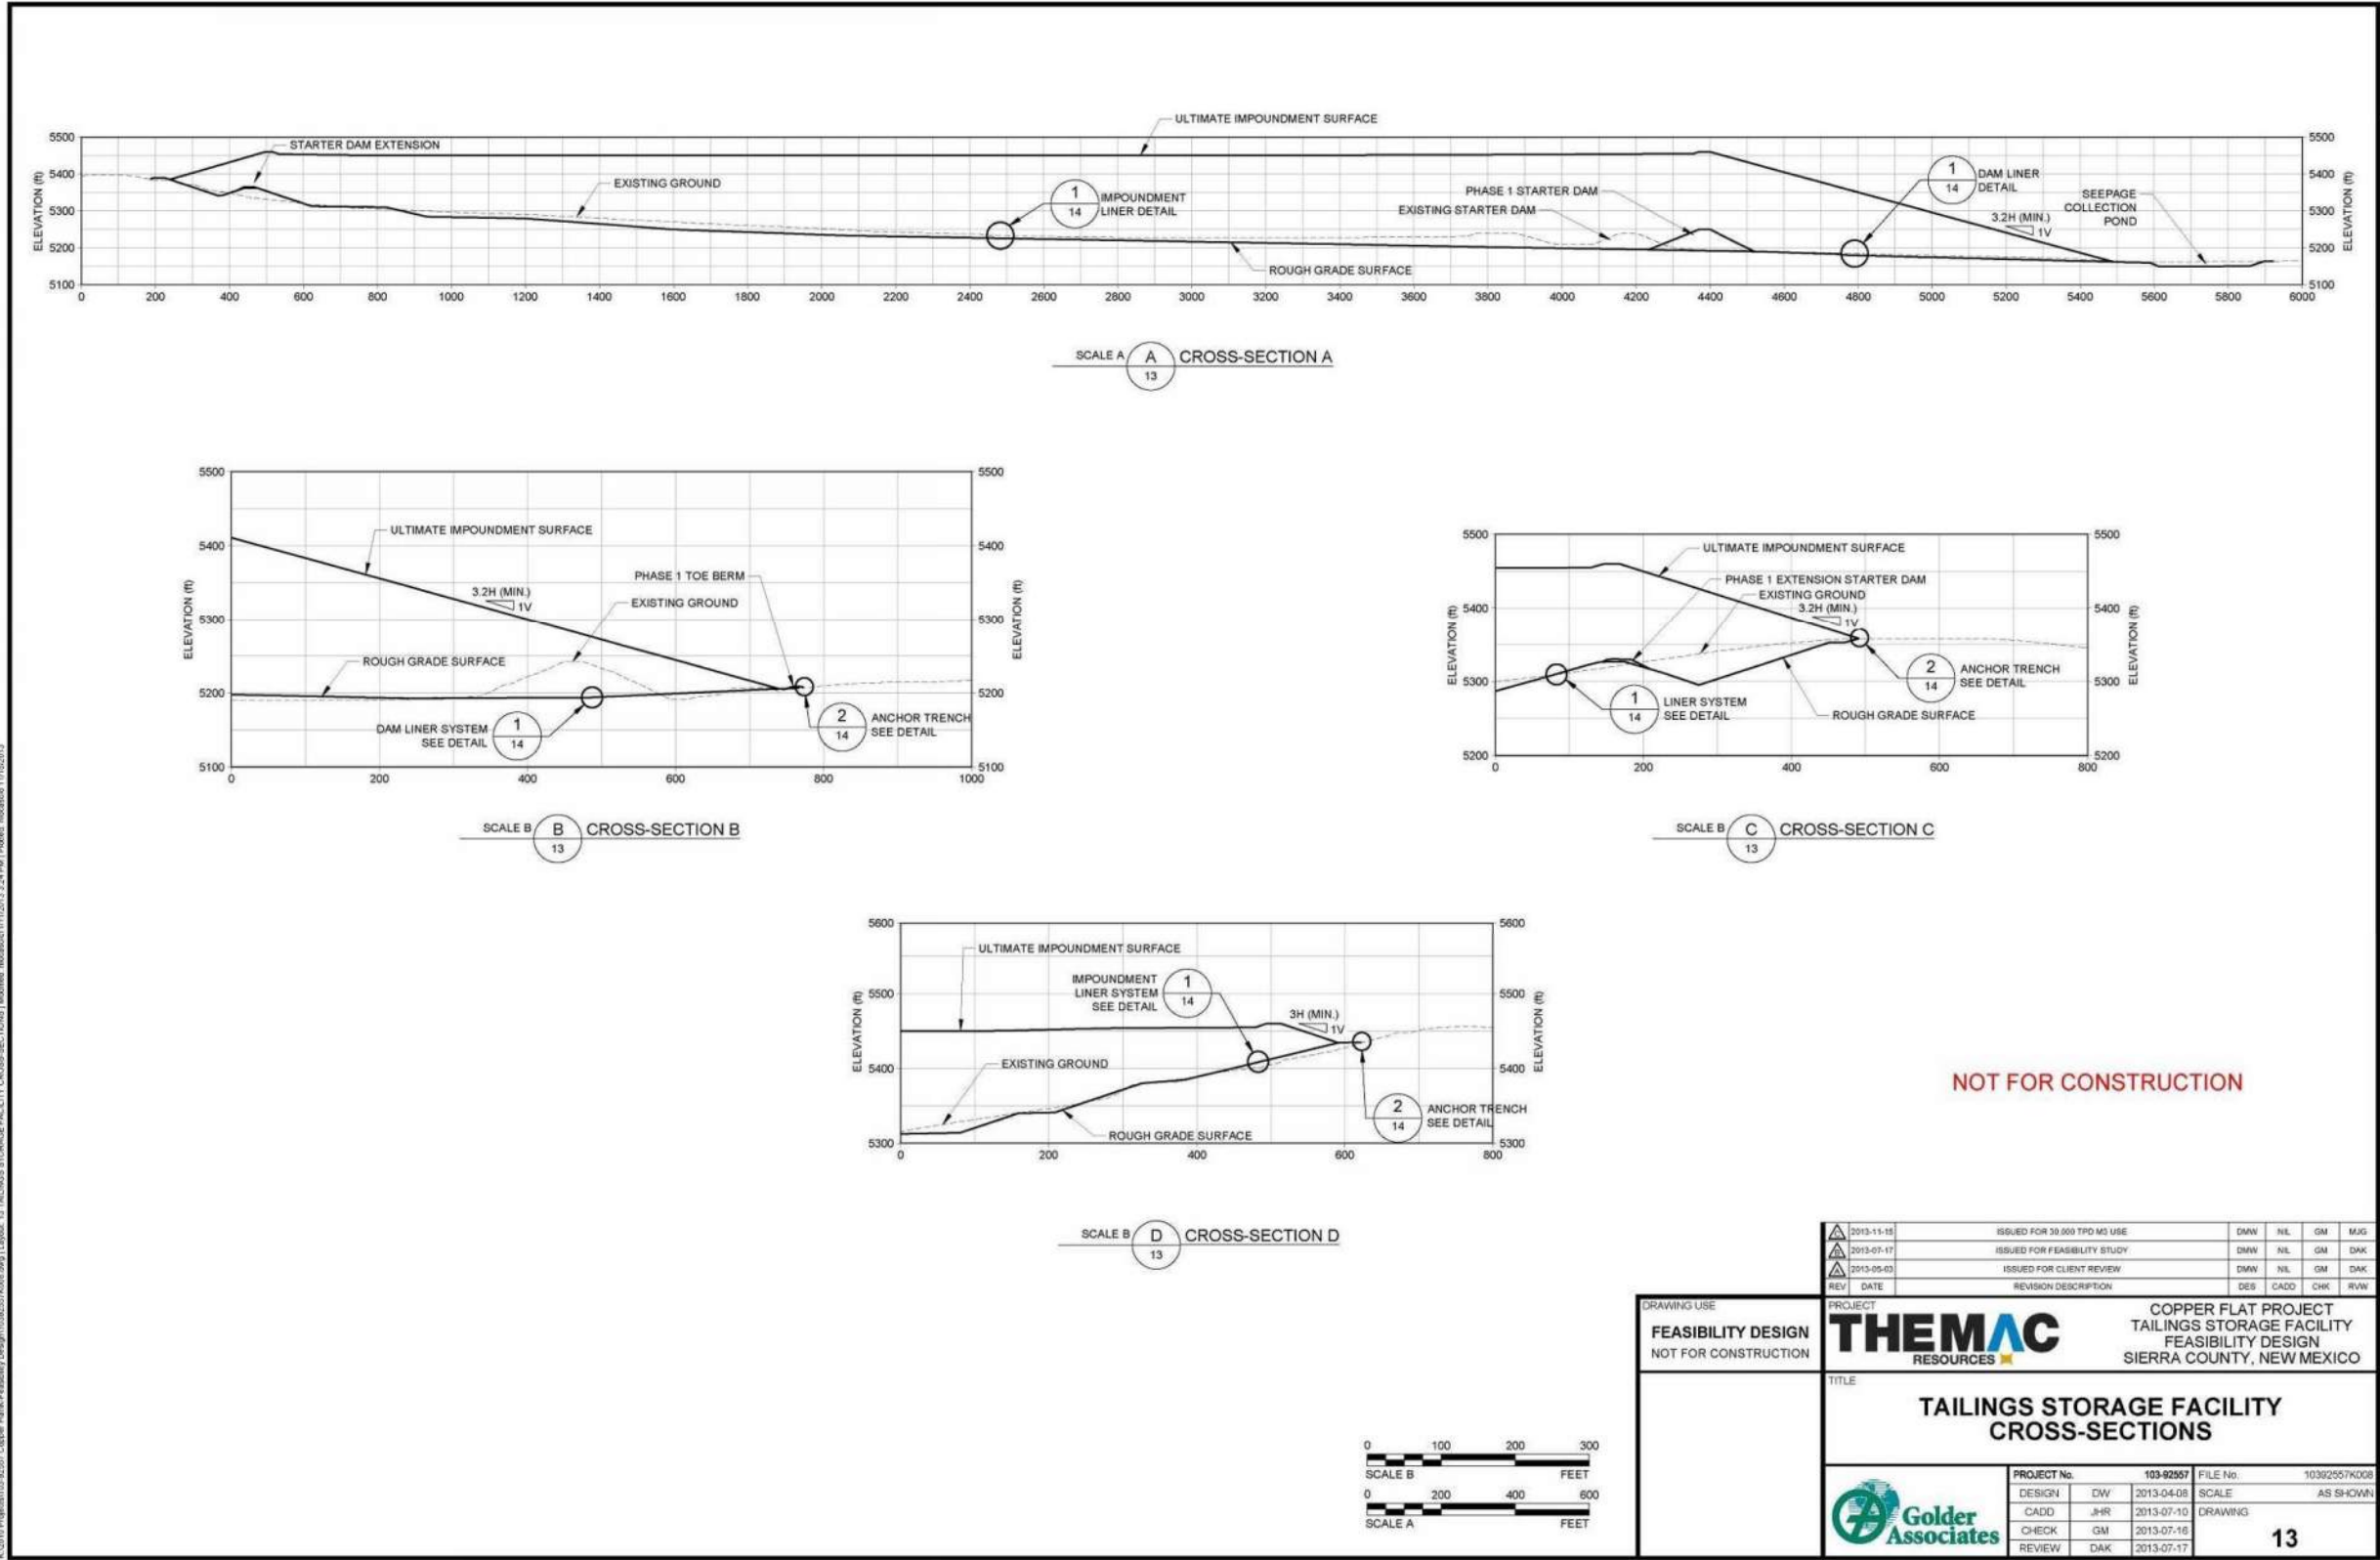 ULTIMATE IMPOUNDMENT SURFACE
STARTER DAM EXTENSION
EXISTING GROUND
1
14
IMPOUNDMENT
LINER DETAIL
PHASE 1 STARTER DAM
EXISTING STARTER DAM
1
14
DAM LINER
DETAIL
SEEPAGE
COLLECTION
POND
3.2H (MIN.)
1V
ROUGH GRADE SURFACE
ELEVATION (ft)
5500
5400
5300
5200
5100
5500
5400
5300
5200
5100
ELEVATION (ft)
0 200 400 600 800 1000 1200 1400 1600 1800 2000 2200 2400 2600 2800 3000 3200 3400 3600 3800 4000 4200 4400 4600 4800 5000 5200 5400 5600 5800 6000
SCALE A A CROSS-SECTION A
13
ELEVATION (ft)
5500
5400
5300
5200
5100
ULTIMATE IMPOUNDMENT SURFACE
PHASE 1 TOE BERM
3.2H (MIN.)
1V
EXISTING GROUND
ROUGH GRADE SURFACE
DAM LINER SYSTEM
SEE DETAIL
1
14
2
14
ANCHOR TRENCH
SEE DETAIL
5500
5400
5300
5200
5100
ELEVATION (ft)
0 200 400 600 800 1000
SCALE B B CROSS-SECTION B
13
ELEVATION (ft)
5500
5400
5300
5200
ULTIMATE IMPOUNDMENT SURFACE
PHASE 1 EXTENSION STARTER DAM
EXISTING GROUND
3.2H (MIN.)
1V
1
14
LINER SYSTEM
SEE DETAIL
2
14
ANCHOR TRENCH
SEE DETAIL
ROUGH GRADE SURFACE
5500
5400
5300
5200
ELEVATION (ft)
0 200 400 600 800
SCALE B C CROSS-SECTION C
13
ELEVATION (ft)
5600
5500
5400
5300
ULTIMATE IMPOUNDMENT SURFACE
IMPOUNDMENT
LINER SYSTEM
SEE DETAIL
1
14
3H (MIN.)
1V
EXISTING GROUND
ROUGH GRADE SURFACE
2
14
ANCHOR TRENCH
SEE DETAIL
5600
5500
5400
5300
ELEVATION (ft)
0 200 400 600 800
SCALE B D CROSS-SECTION D
13
NOT FOR CONSTRUCTION
0 100 200 300
SCALE B FEET
0 200 400 600
SCALE A FEET
C 2013-11-15 ISSUED FOR 30,000 TPD M3 USE DMW NIL GM MJG
B 2013-07-17 ISSUED FOR FEASIBILITY STUDY DMW NIL GM DAK
A 2013-05-03 ISSUED FOR CLIENT REVIEW DMW NIL GM DAK
REV DATE REVISION DESCRIPTION DES CADD CHK RVW
DRAWING USE
FEASIBILITY DESIGN
NOT FOR CONSTRUCTION
PROJECT
THEMAC
RESOURCES
COPPER FLAT PROJECT
TAILINGS STORAGE FACILITY
FEASIBILITY DESIGN
SIERRA COUNTY, NEW MEXICO
TITLE
TAILINGS STORAGE FACILITY
CROSS-SECTIONS
Golder
Associates
PROJECT No. 103-92557 FILE No. 10392557K008
DESIGN DW 2013-04-08 SCALE AS SHOWN
CADD JHR 2013-07-10 DRAWING
CHECK GM 2013-07-16
REVIEW DAK 2013-07-17
13